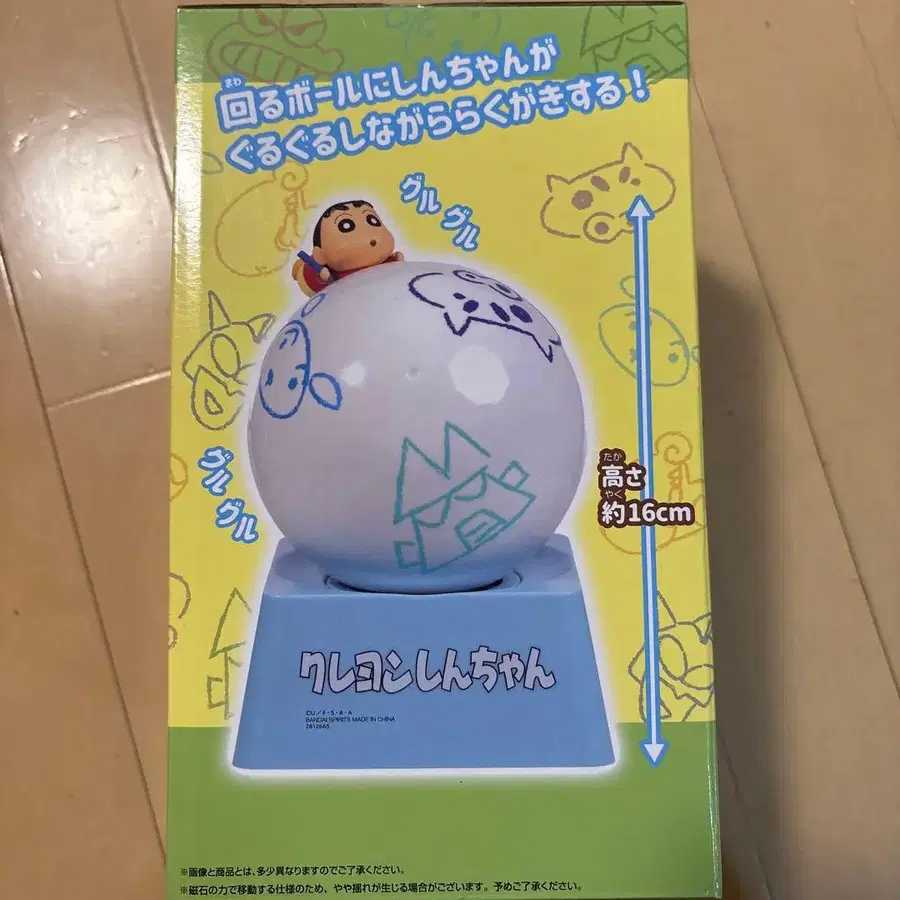 回るボールにしんちゃんが
ぐるぐるしながららくがきする！
グルグル
グルグル
高さ
約16cm
クレヨンしんちゃん
©U/F・S・A・A
BANDAI SPIRITS MADE IN CHINA
2812665
※画像と商品とは、多少異なりますのでご了承ください。
※磁石の力で移動する仕様のため、やや揺れが生じる場合がございます。予めご了承ください。